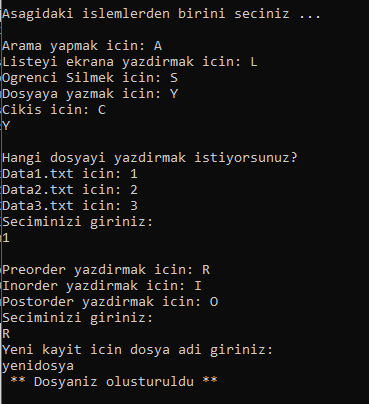 Asagidaki islemlerden birini seciniz ...
Arama yapmak icin: A
Listeyi ekrana yazdirmak icin: L
Ogrenci Silmek icin: S
Dosyaya yazmak icin: Y
Cikis icin: C
Y
Hangi dosyayi yazdirmak istiyorsunuz?
Data1.txt icin: 1
Data2.txt icin: 2
Data3.txt icin: 3
Seciminizi giriniz:
1
Preorder yazdirmak icin: R
Inorder yazdirmak icin: I
Postorder yazdirmak icin: O
Seciminizi giriniz:
R
Yeni kayit icin dosya adi giriniz:
yenidosya
** Dosyaniz olusturuldu **